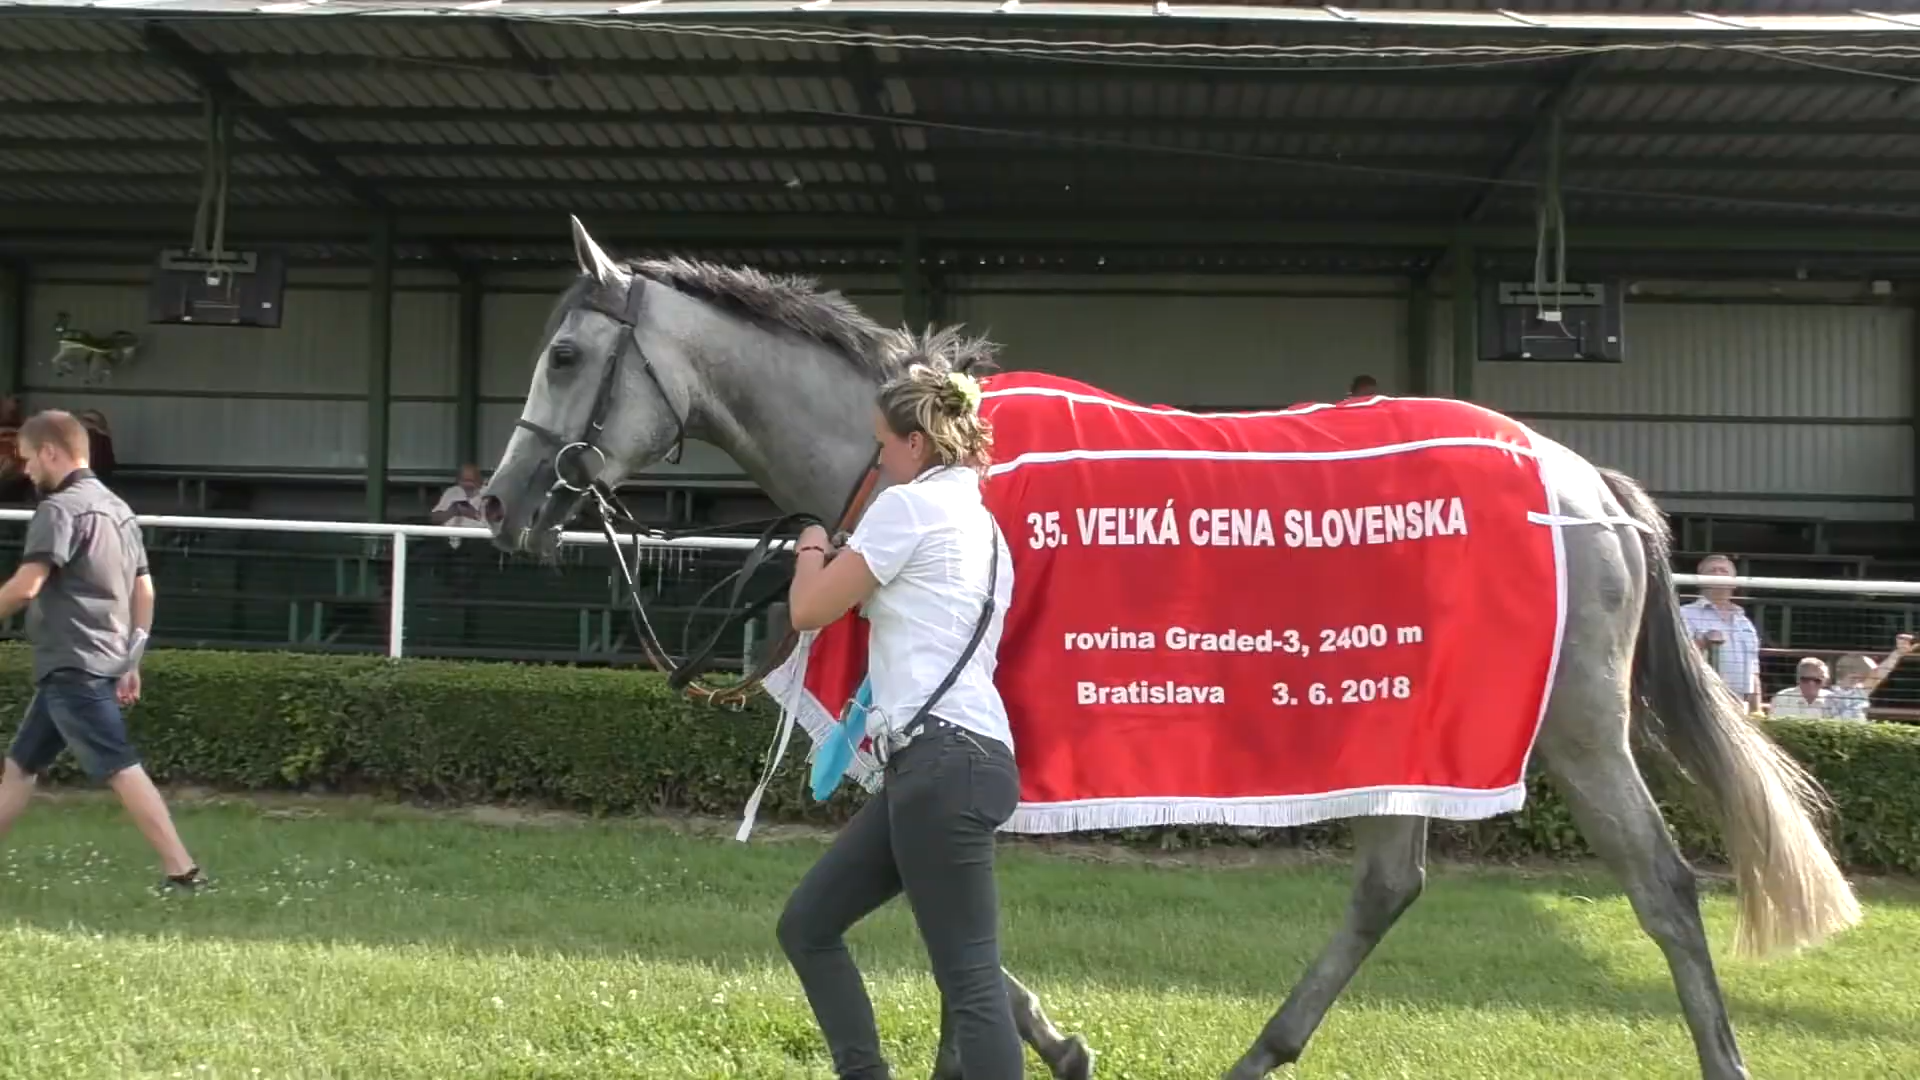 35. VEĽKÁ CENA SLOVENSKA
rovina Graded-3, 2400 m
Bratislava 3. 6. 2018